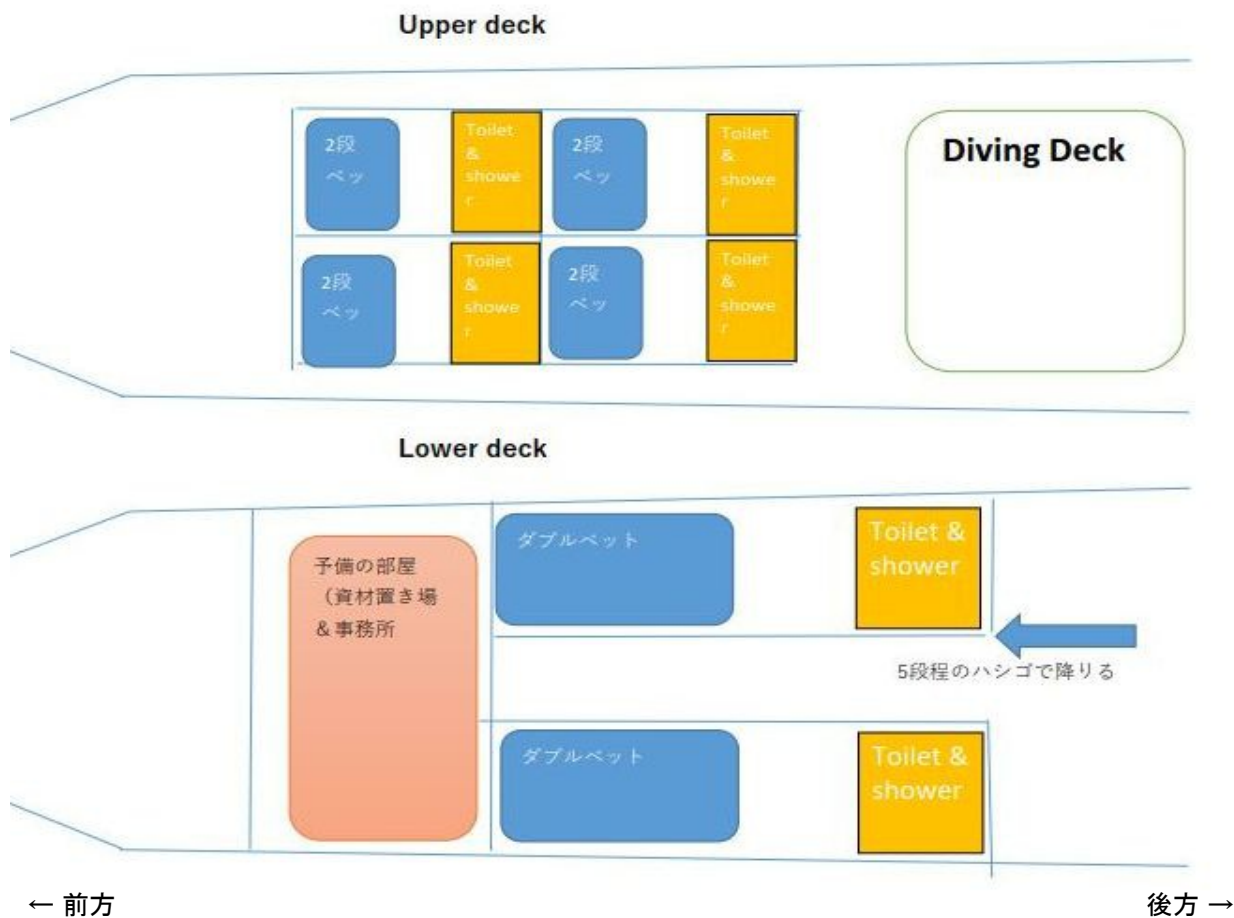 Upper deck
2段
ベッ
Toilet
&
showe
r
2段
ベッ
Toilet
&
showe
r
Diving Deck
2段
ベッ
Toilet
&
showe
r
2段
ベッ
Toilet
&
showe
r
Lower deck
予備の部屋
（資材置き場
＆事務所
ダブルベット
Toilet &
shower
5段程のハシゴで降りる
ダブルベット
Toilet &
shower
← 前方
後方 →